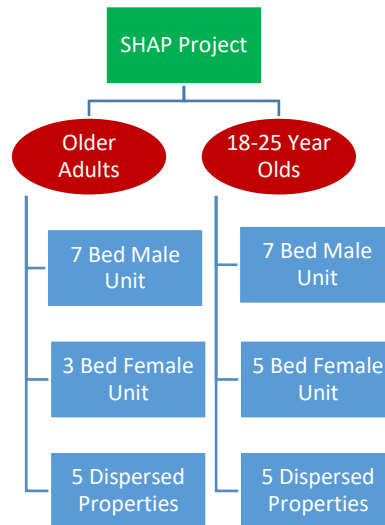 SHAP Project
Older
Adults
18-25 Year
Olds
7 Bed Male
Unit
3 Bed Female
Unit
5 Dispersed
Properties
7 Bed Male
Unit
5 Bed Female
Unit
5 Dispersed
Properties